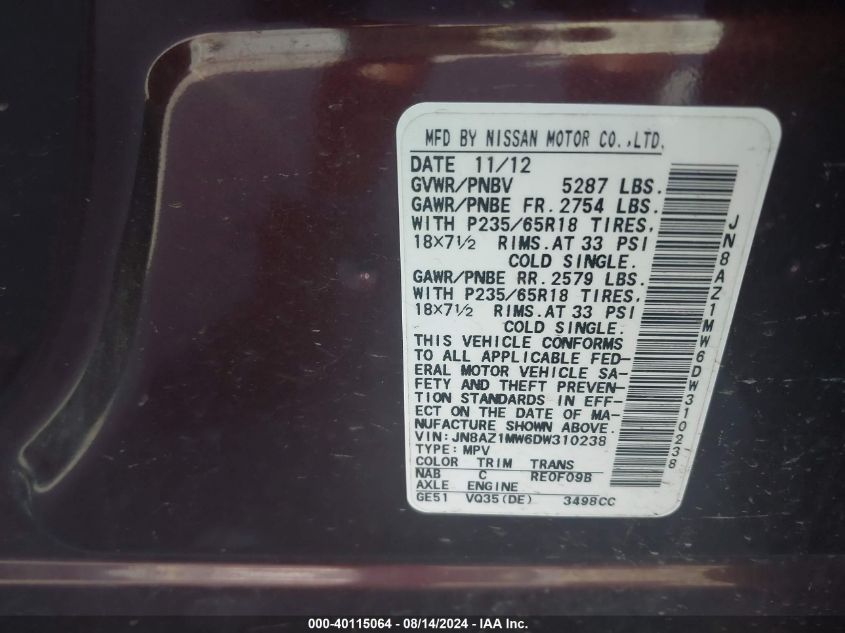 MFD BY NISSAN MOTOR CO.,LTD.
DATE 11/12
GVWR/PNBV 5287 LBS.
GAWR/PNBE FR. 2754 LBS.
WITH P235/65R18 TIRES,
18×7½ RIMS. AT 33 PSI
COLD SINGLE.
GAWR/PNBE RR. 2579 LBS.
WITH P235/65R18 TIRES,
18×7½ RIMS. AT 33 PSI
COLD SINGLE.
THIS VEHICLE CONFORMS
TO ALL APPLICABLE FED-
ERAL MOTOR VEHICLE SA-
FETY AND THEFT PREVEN-
TION STANDARDS IN EFF-
ECT ON THE DATE OF MA-
NUFACTURE SHOWN ABOVE.
VIN:JN8AZ1MW6DW310238
TYPE:MPV
COLOR TRIM TRANS
NAB C RE0F09B
AXLE ENGINE
GE51 VQ35(DE) 3498CC
JN8AZ1MW6DW310238
000-40115064 - 08/14/2024 - IAA Inc.